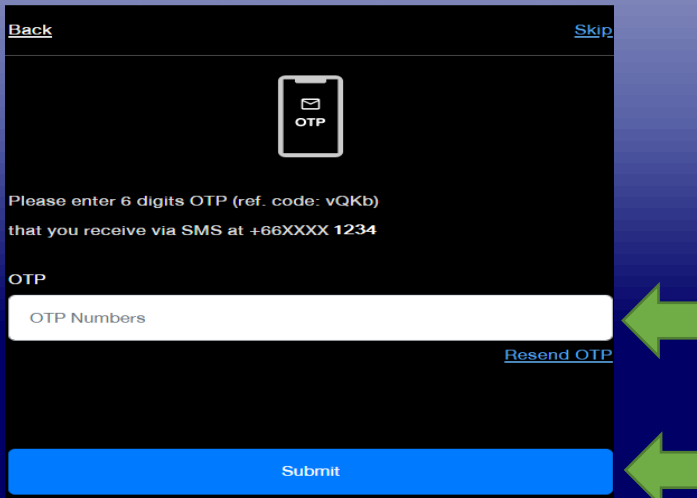 Back
Skip
OTP
Please enter 6 digits OTP (ref. code: vQKb)
that you receive via SMS at +66XXXX 1234
OTP
OTP Numbers
Resend OTP
Submit